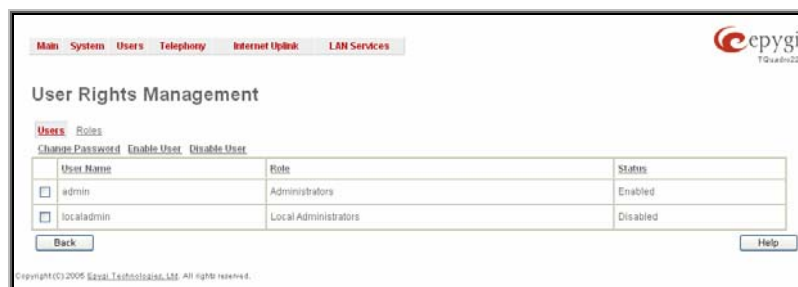 Main System Users Telephony Internet Uplink LAN Services
epygi
User Rights Management
Users Roles
Change Password Enable User Disable User
User Name Role Status
admin Administrators Enabled
localadmin Local Administrators Disabled
Back Help
Copyright (C) 2006 Epygi Technologies, Ltd. All rights reserved.